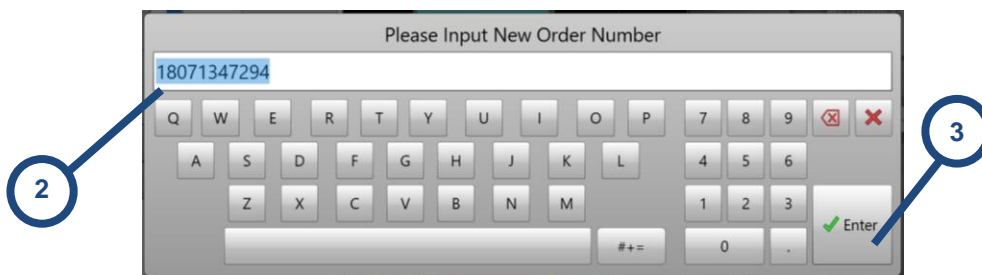 Please Input New Order Number
18071347294
Q W E R T Y U I O P 7 8 9
A S D F G H J K L 4 5 6
Z X C V B N M 1 2 3
Enter
#+= 0 .
2
3